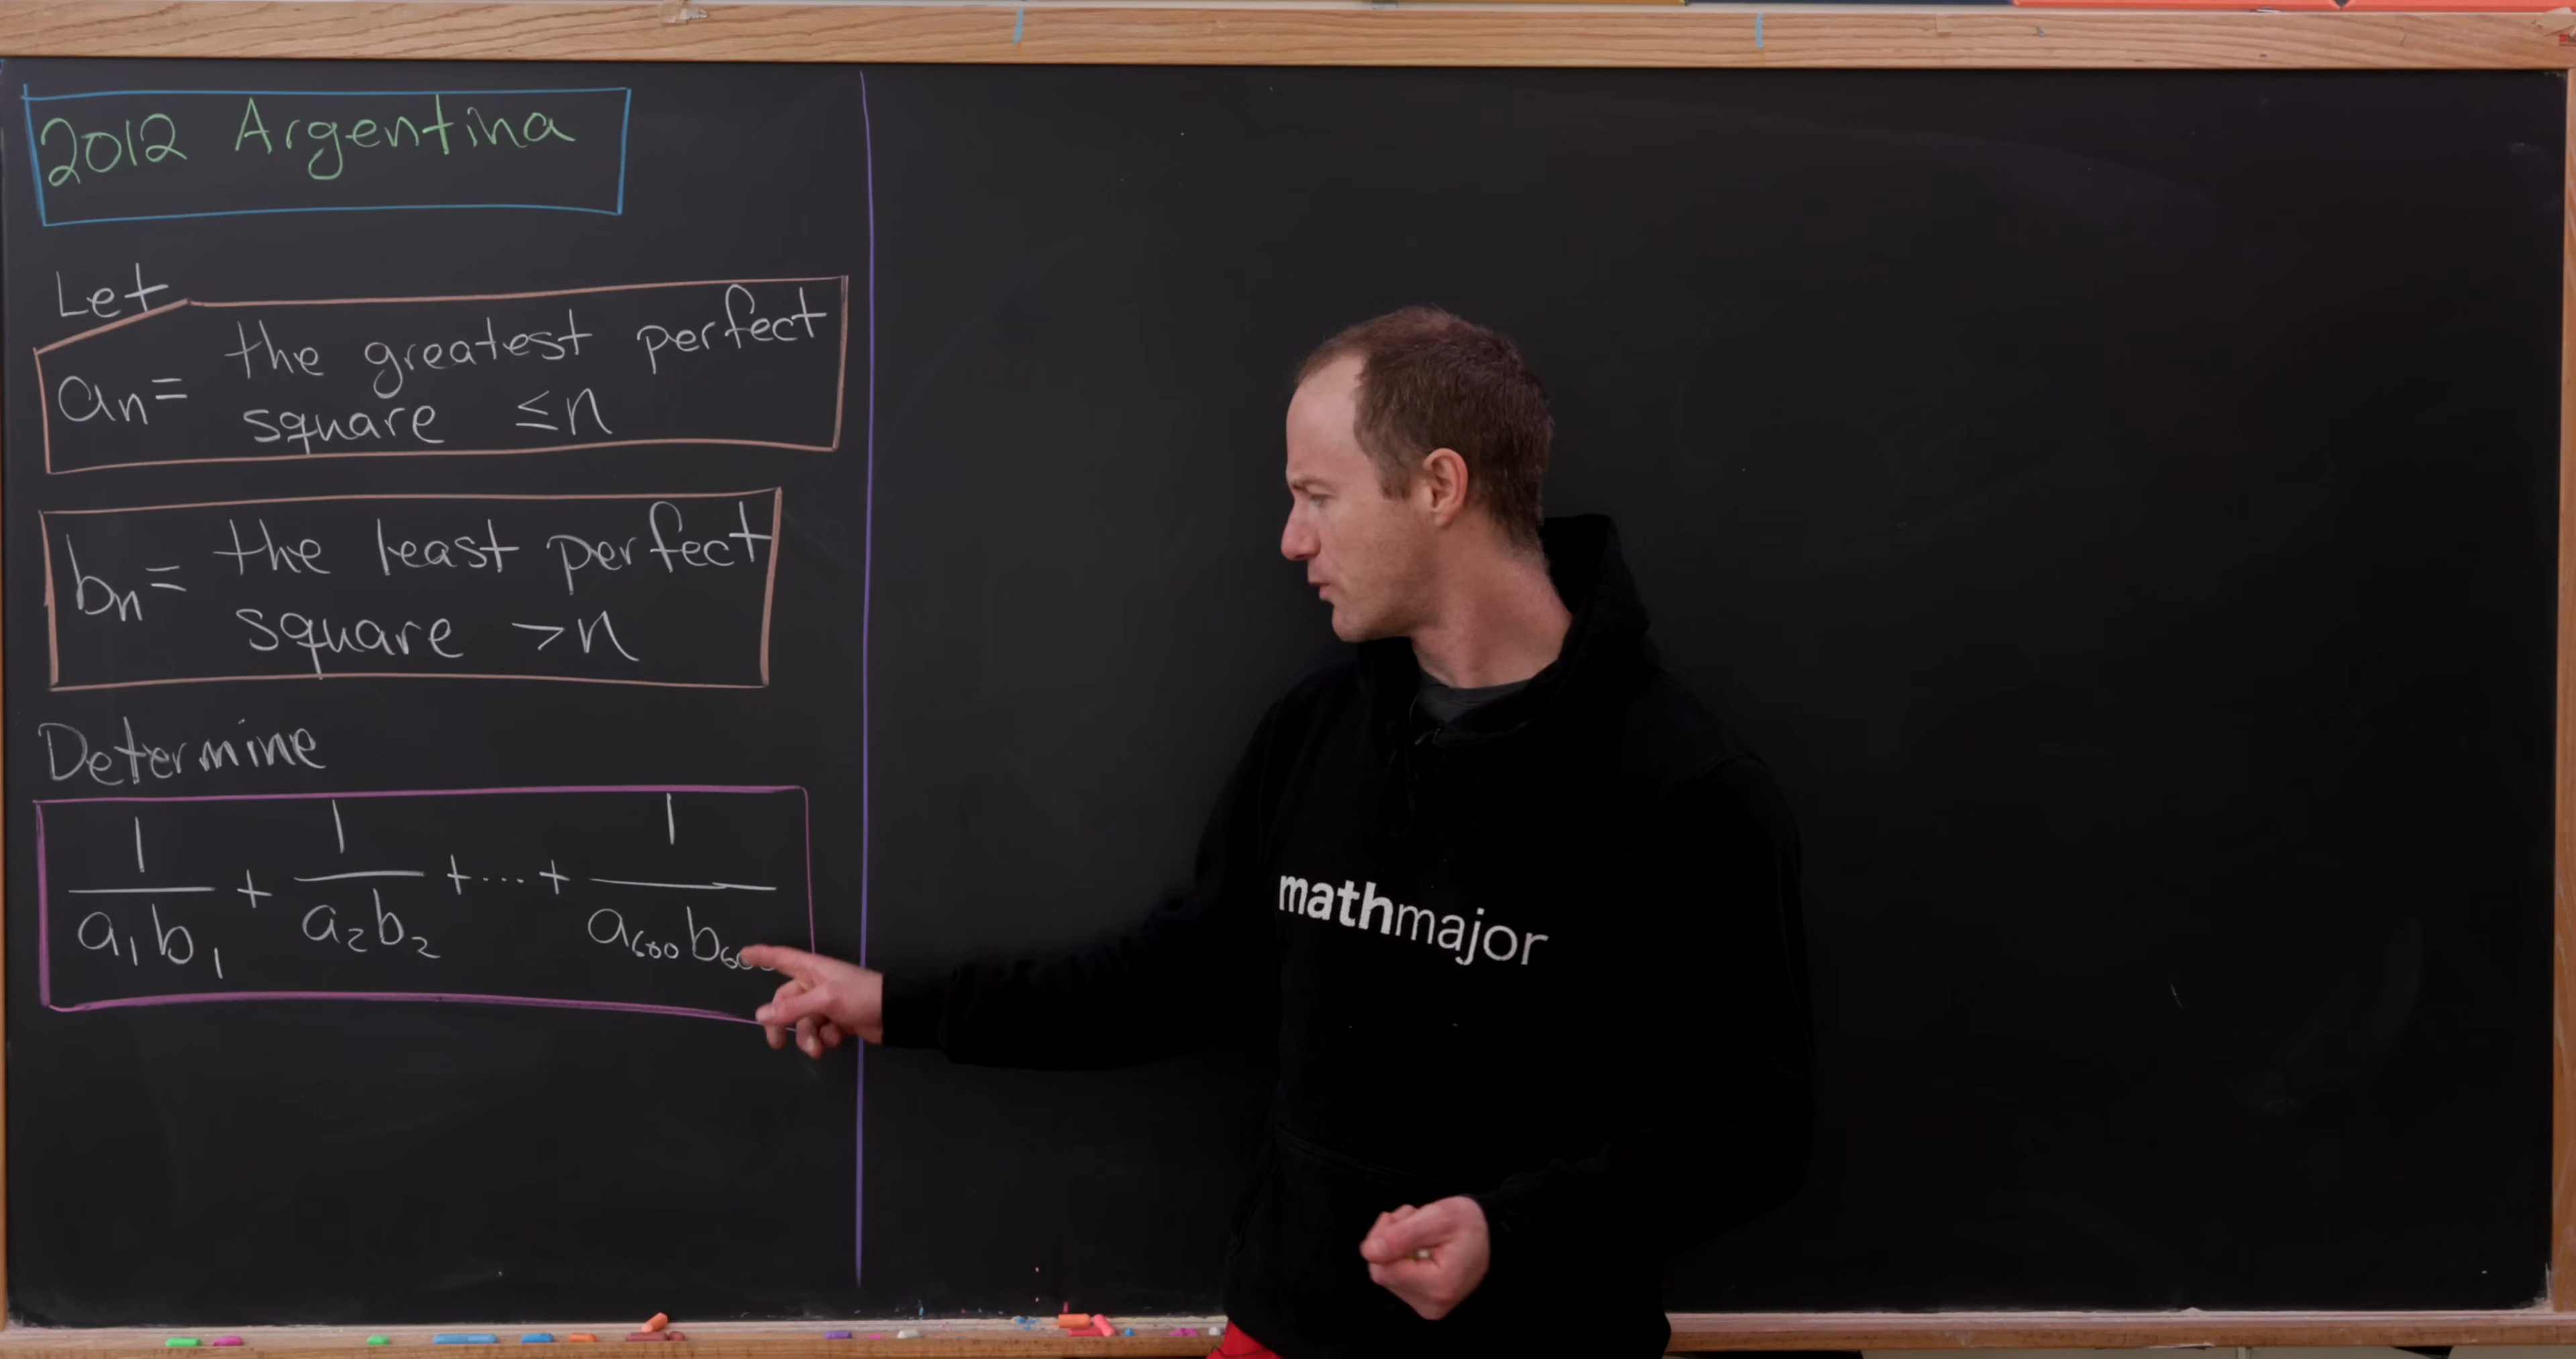 2012 Argentina
Let
the greatest perfect
aₙ=
square ≤n
the least perfect
bₙ=
square >n
Determine
1/(a₁b₁) + 1/(a₂b₂) +....+ 1/(a₆₀₀b₆₀₀)
mathmajor